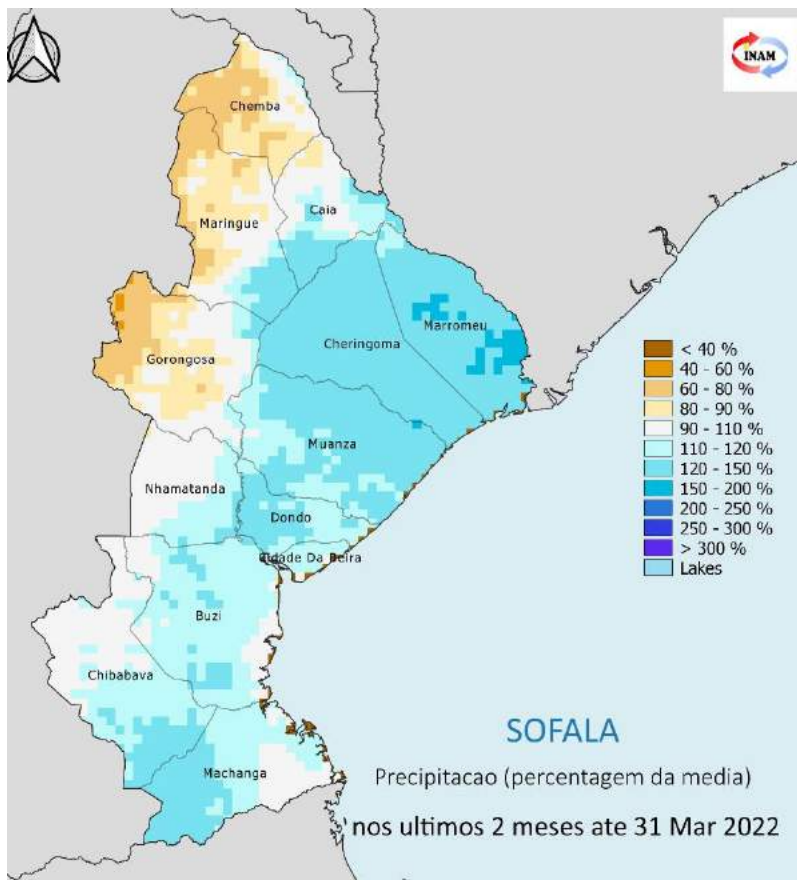 INAM
Chemba
Caia
Maringue
Marromeu
Cheringoma
Gorongosa
Muanza
Nhamatanda
Dondo
Cidade Da Beira
Buzi
Chibabava
Machanga
< 40 %
40 - 60 %
60 - 80 %
80 - 90 %
90 - 110 %
110 - 120 %
120 - 150 %
150 - 200 %
200 - 250 %
250 - 300 %
> 300 %
Lakes
SOFALA
Precipitacao (percentagem da media)
nos ultimos 2 meses ate 31 Mar 2022